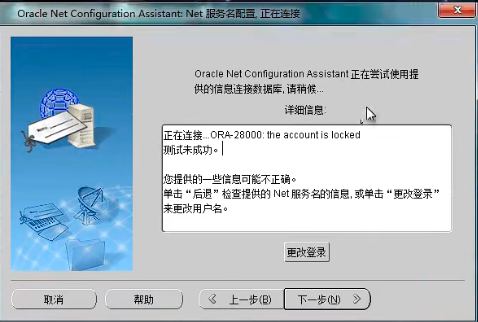 Oracle Net Configuration Assistant: Net 服务名配置, 正在连接
Oracle Net Configuration Assistant 正在尝试使用提
供的信息连接数据库, 请稍候...
详细信息:
正在连接...ORA-28000: the account is locked
测试未成功。
您提供的一些信息可能不正确。
单击“后退”检查提供的 Net 服务名的信息, 或单击“更改登录”
来更改用户名。
更改登录
取消
帮助
上一步(B)
下一步(N)